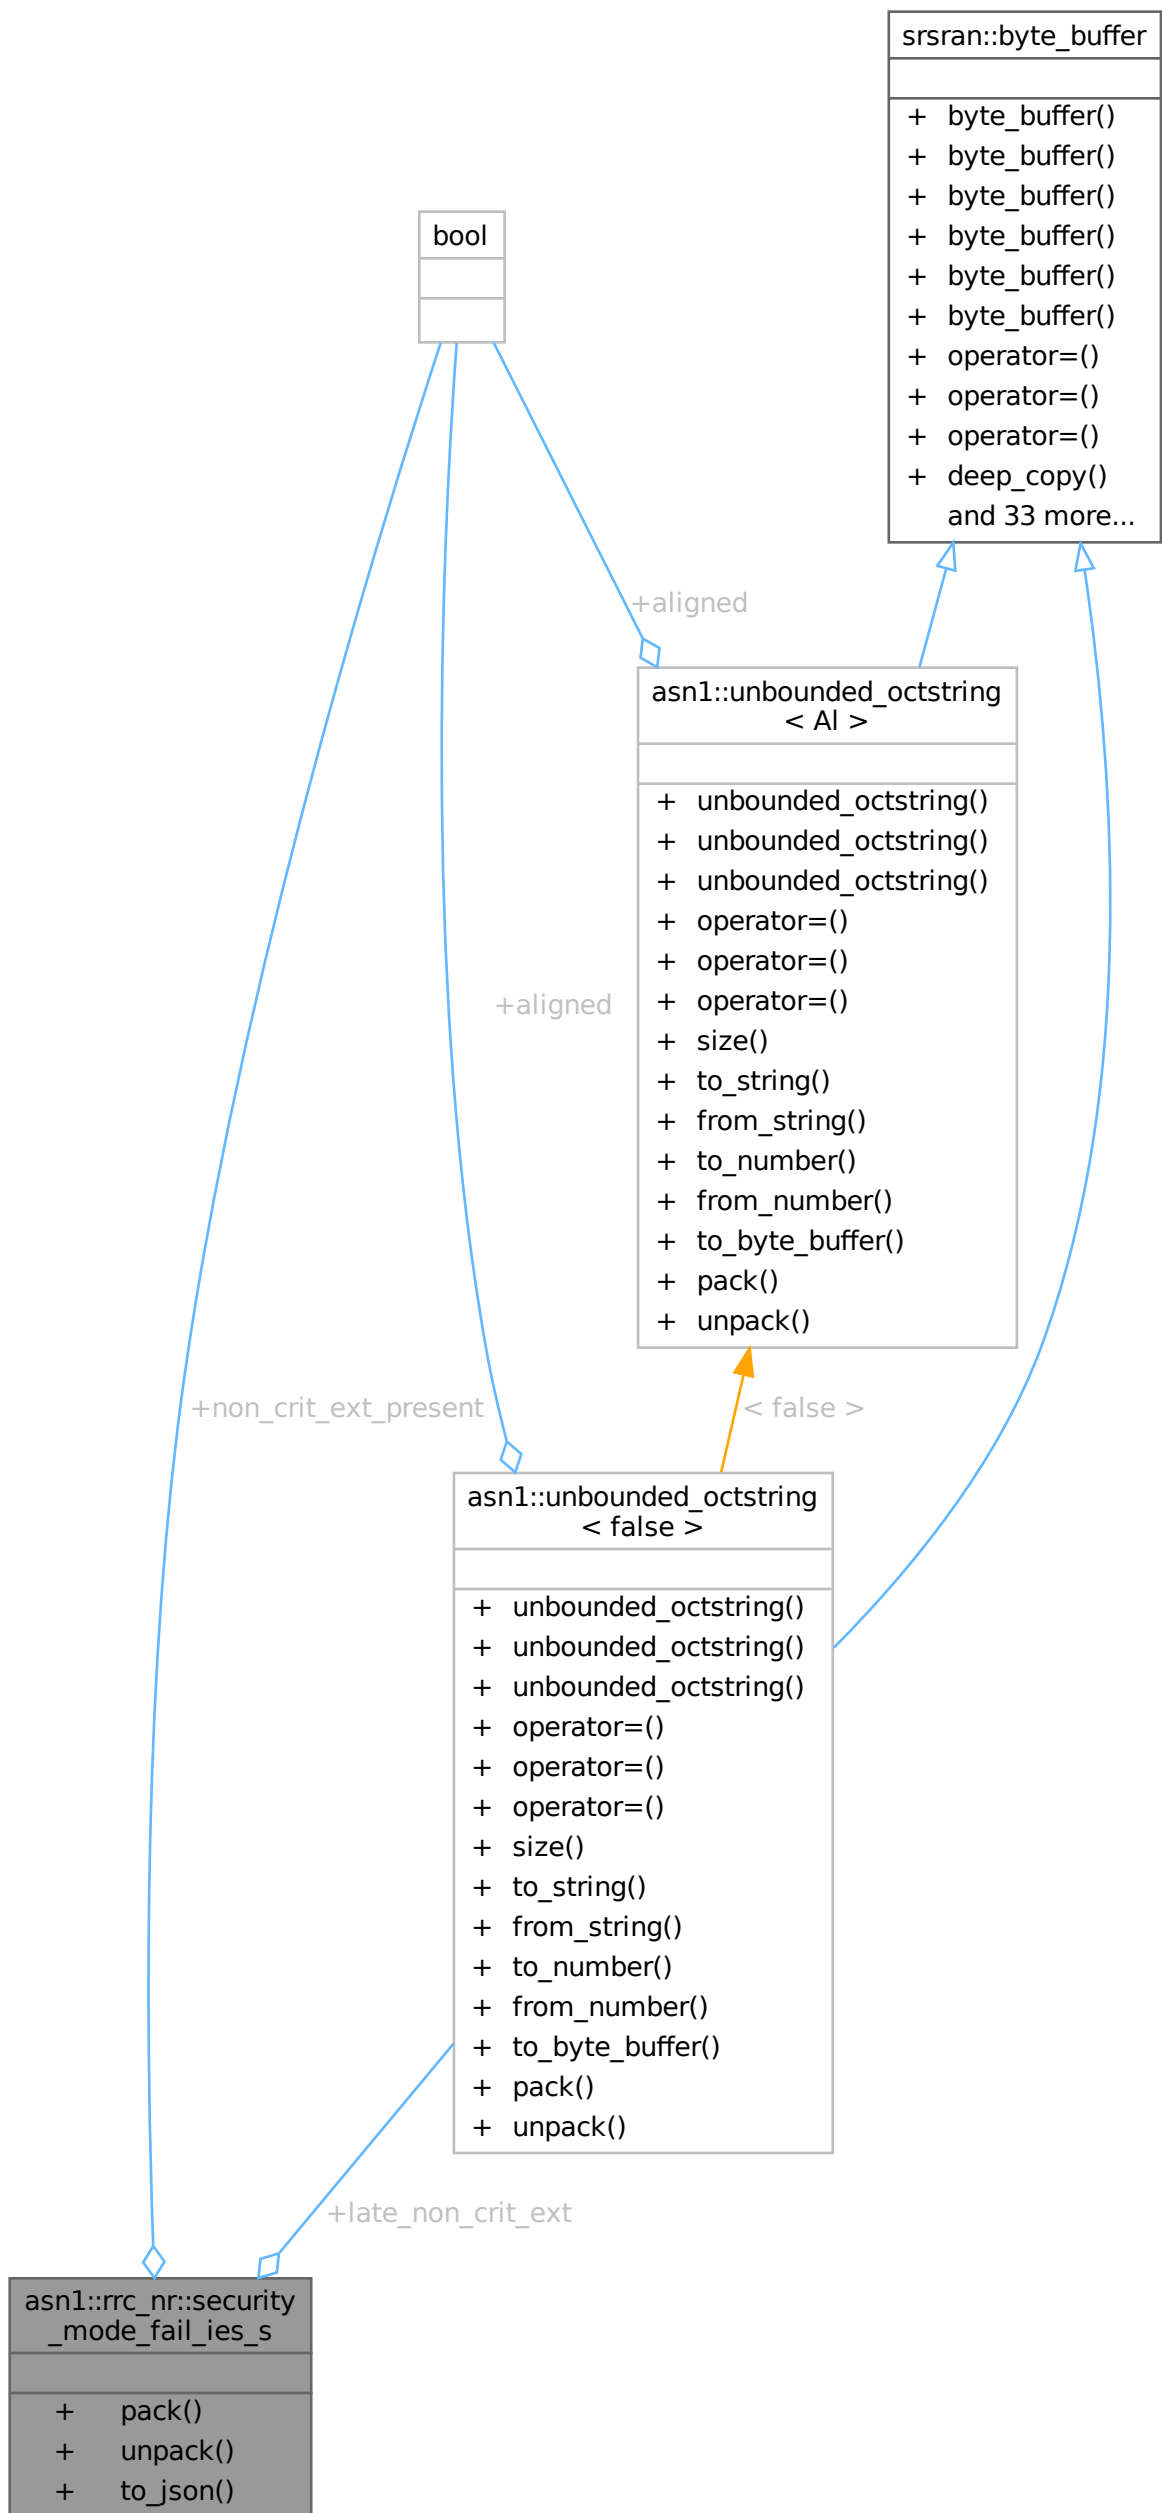 srsran::byte_buffer
+ byte_buffer()
+ byte_buffer()
+ byte_buffer()
+ byte_buffer()
+ byte_buffer()
+ byte_buffer()
+ operator=()
+ operator=()
+ operator=()
+ deep_copy()
and 33 more...
bool
+aligned
asn1::unbounded_octstring
< Al >
+ unbounded_octstring()
+ unbounded_octstring()
+ unbounded_octstring()
+ operator=()
+ operator=()
+ operator=()
+ size()
+ to_string()
+ from_string()
+ to_number()
+ from_number()
+ to_byte_buffer()
+ pack()
+ unpack()
+aligned
+non_crit_ext_present
< false >
asn1::unbounded_octstring
< false >
+ unbounded_octstring()
+ unbounded_octstring()
+ unbounded_octstring()
+ operator=()
+ operator=()
+ operator=()
+ size()
+ to_string()
+ from_string()
+ to_number()
+ from_number()
+ to_byte_buffer()
+ pack()
+ unpack()
+late_non_crit_ext
asn1::rrc_nr::security
_mode_fail_ies_s
+ pack()
+ unpack()
+ to_json()